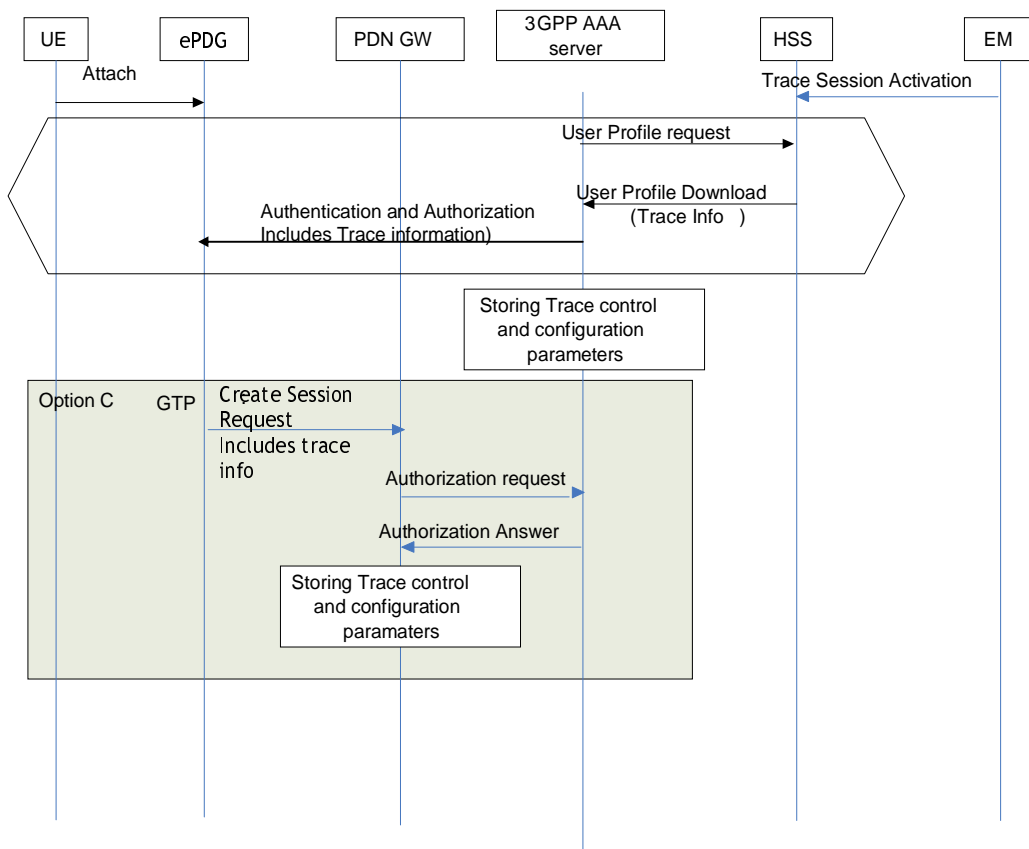 UE
ePDG
PDN GW
3GPP AAA
server
HSS
EM
Attach
Trace Session Activation
User Profile request
User Profile Download
(Trace Info )
Authentication and Authorization
Includes Trace information)
Storing Trace control
and configuration
parameters
Option C
GTP
Create Session
Request
Includes trace
info
Authorization request
Authorization Answer
Storing Trace control
and configuration
paramaters